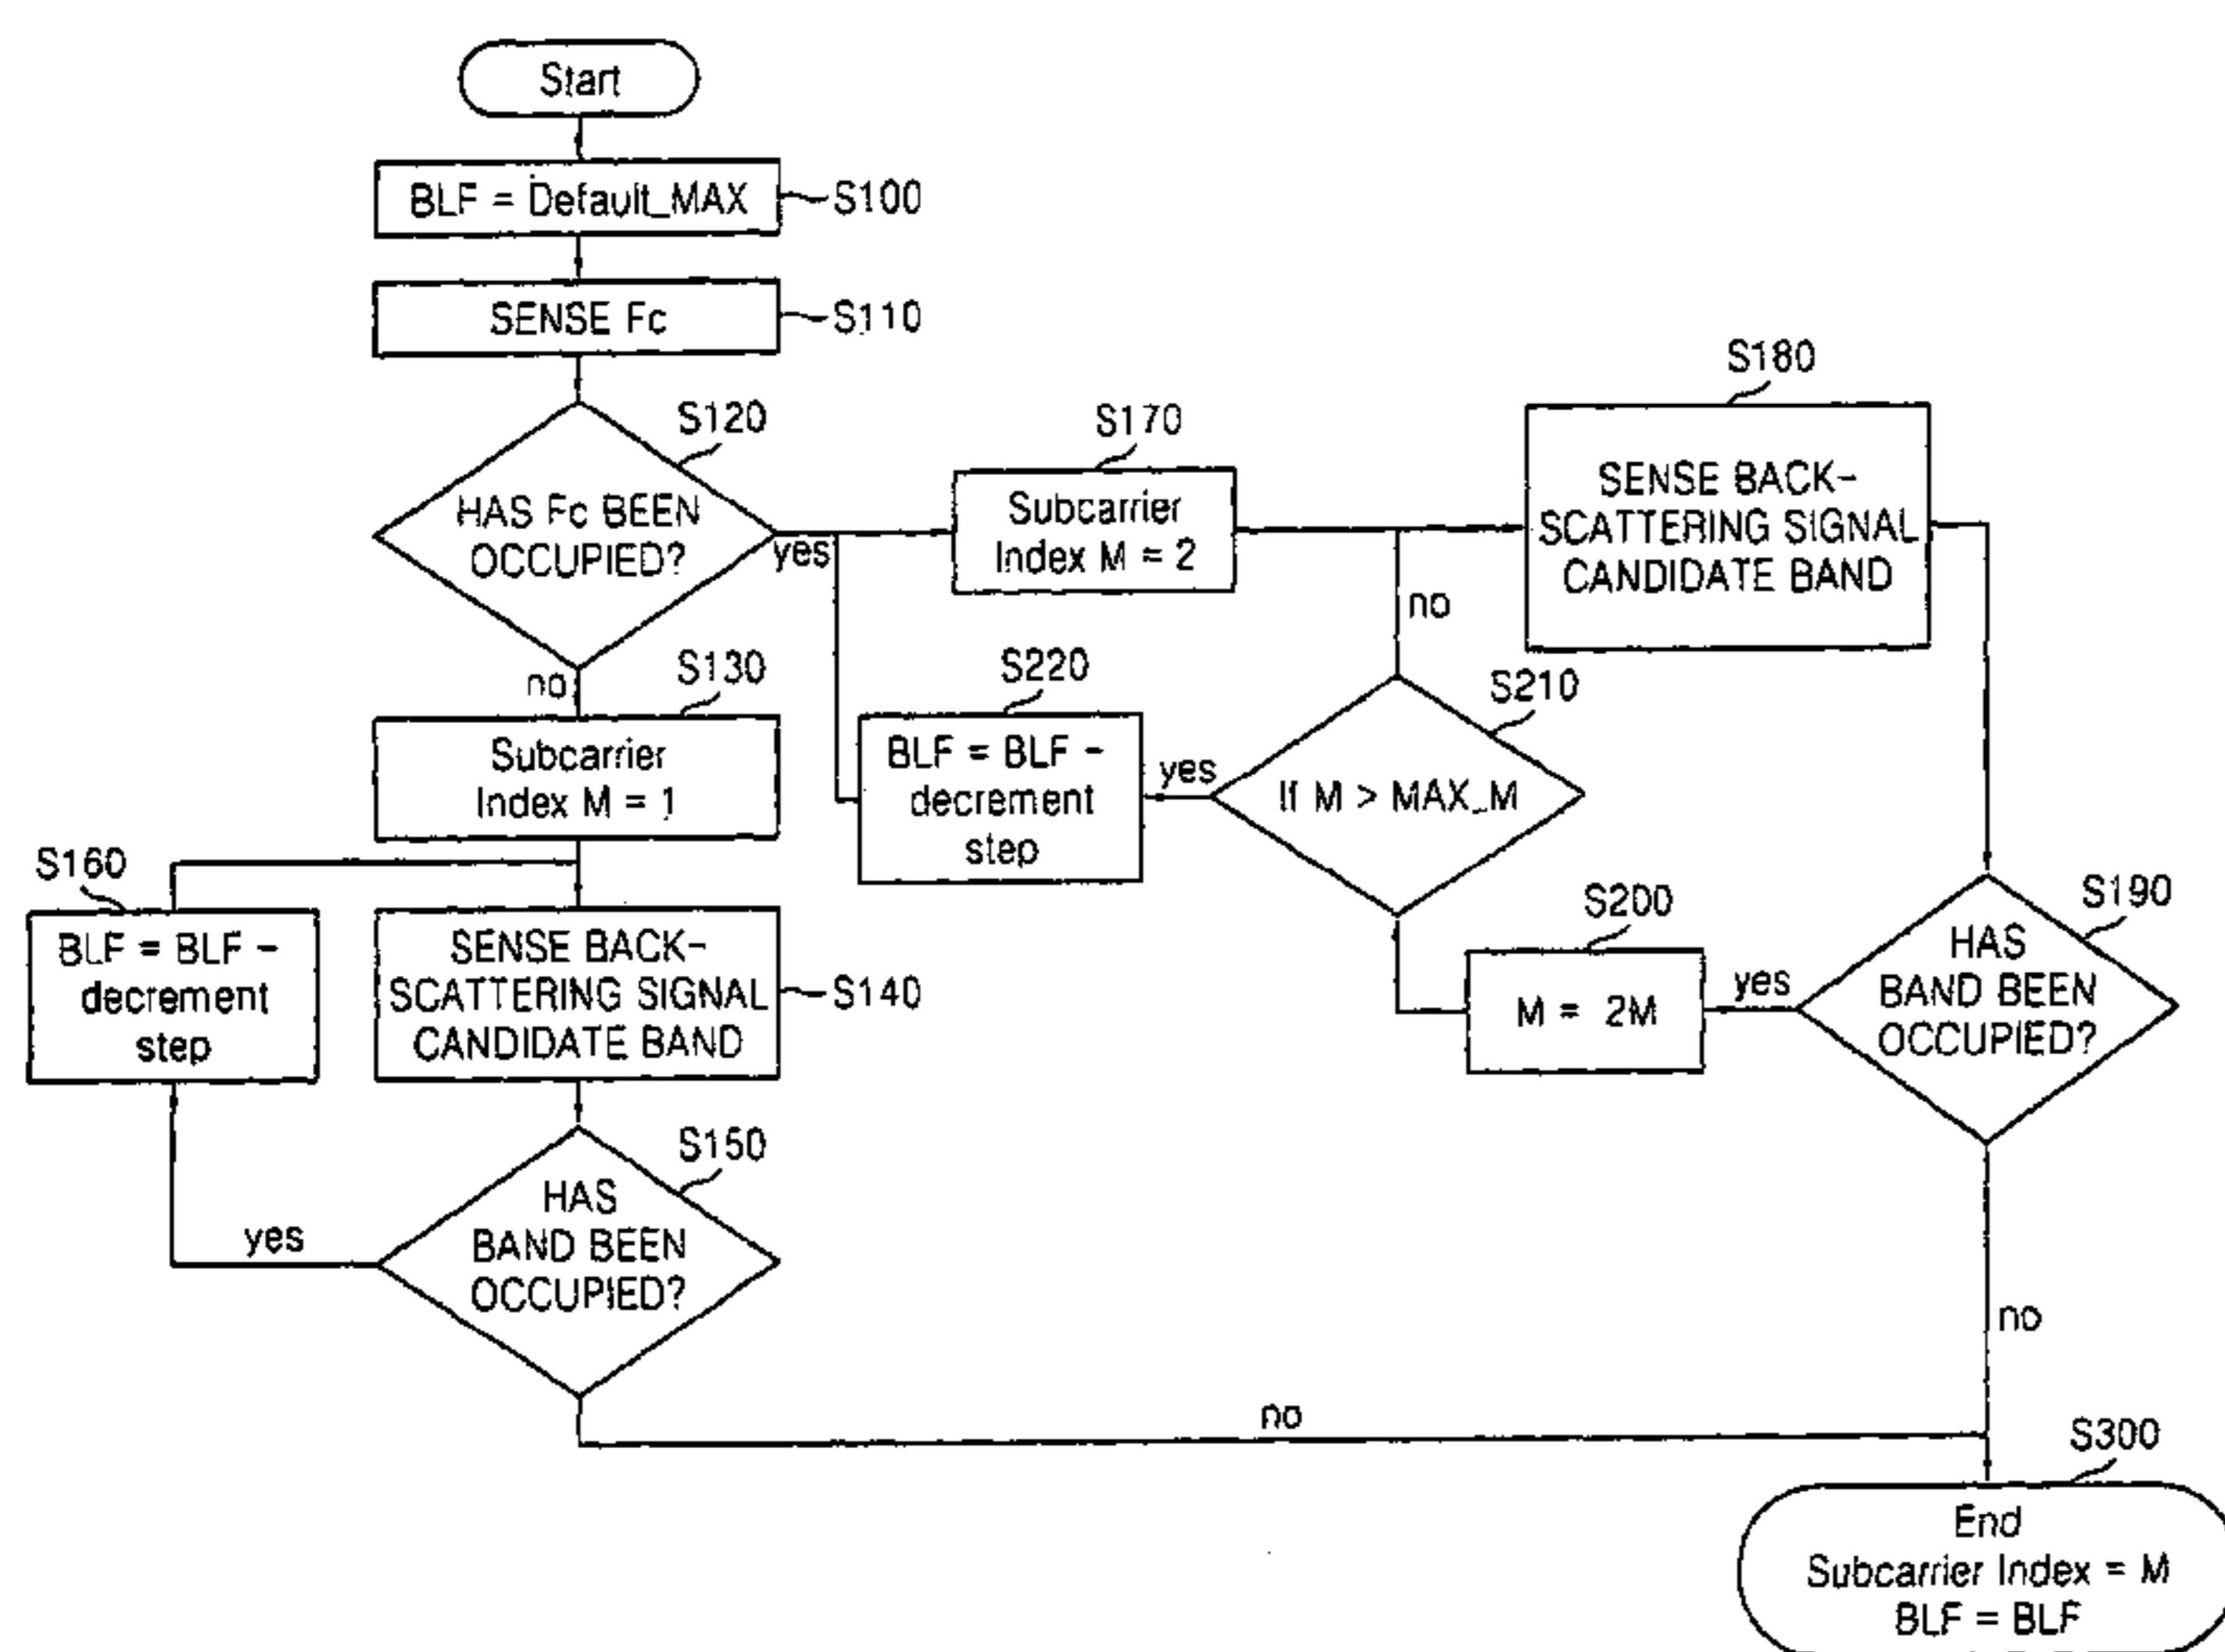 Start
BLF = Default_MAX
S100
SENSE Fc
S110
S120
HAS Fc BEEN
OCCUPIED?
yes
no
S170
Subcarrier
Index M = 2
S180
SENSE BACK-
SCATTERING SIGNAL
CANDIDATE BAND
no
S130
Subcarrier
Index M = 1
S220
BLF = BLF -
decrement
step
yes
S210
If M > MAX_M
S160
BLF = BLF -
decrement
step
SENSE BACK-
SCATTERING SIGNAL
CANDIDATE BAND
S140
S200
M = 2M
yes
S190
HAS
BAND BEEN
OCCUPIED?
S150
HAS
BAND BEEN
OCCUPIED?
yes
no
no
S300
End
Subcarrier Index = M
BLF = BLF